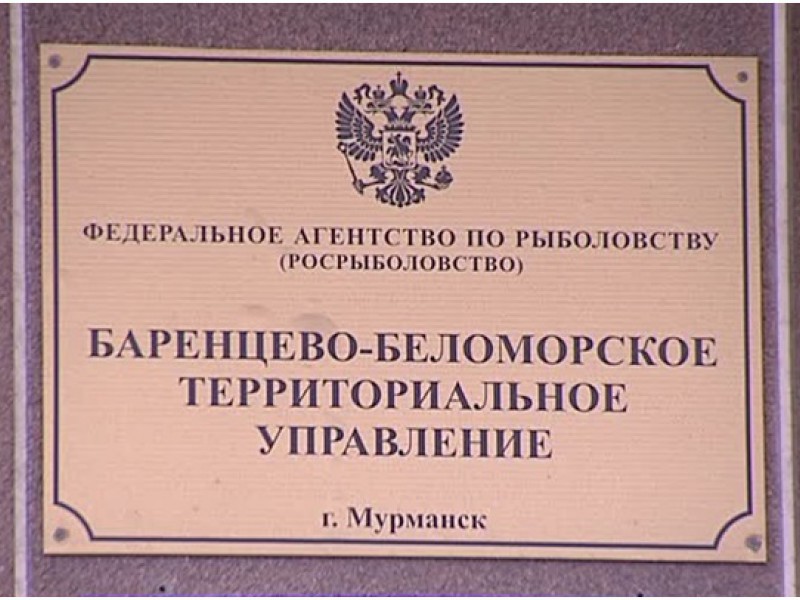 ФЕДЕРАЛЬНОЕ АГЕНТСТВО ПО РЫБОЛОВСТВУ
(РОСРЫБОЛОВСТВО)
БАРЕНЦЕВО-БЕЛОМОРСКОЕ
ТЕРРИТОРИАЛЬНОЕ
УПРАВЛЕНИЕ
г. Мурманск